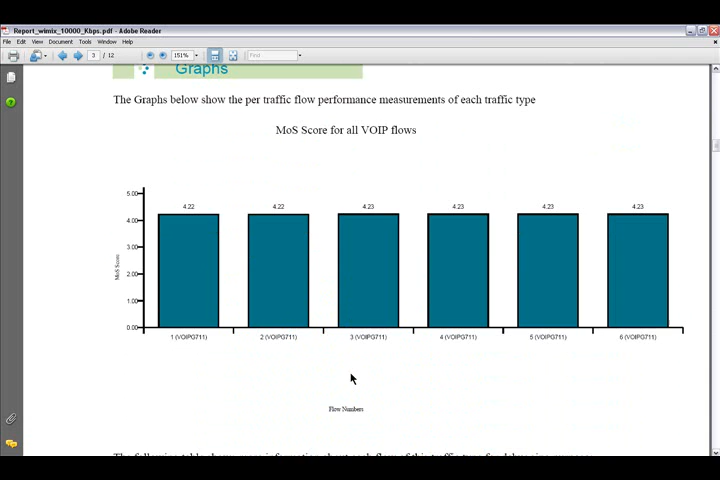 Report_wimix_10000_Kbps.pdf - Adobe Reader
File Edit View Document Tools Window Help
3 / 12 151% Find
Graphs
The Graphs below show the per traffic flow performance measurements of each traffic type
MoS Score for all VOIP flows
5.00
4.22 4.22 4.23 4.23 4.23 4.23
4.00
3.00
MoS Score
2.00
1.00
0.00
1 (VOIPG711) 2 (VOIPG711) 3 (VOIPG711) 4 (VOIPG711) 5 (VOIPG711) 6 (VOIPG711)
Flow Numbers